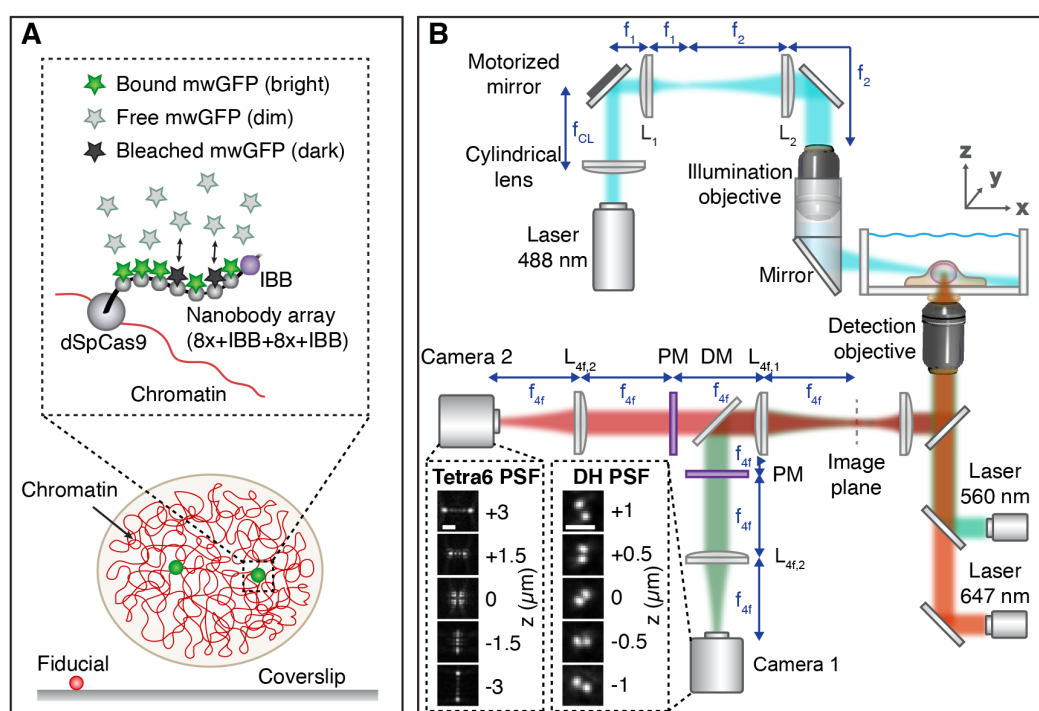 A
Bound mwGFP (bright)
Free mwGFP (dim)
Bleached mwGFP (dark)
IBB
dSpCas9
Nanobody array
(8x+IBB+8x+IBB)
Chromatin
Chromatin
Fiducial
Coverslip
B
f1 f1 f2
Motorized
mirror
f2
fCL
L1 L2
Cylindrical
lens
Illumination
objective
z
y
x
Laser
488 nm
Mirror
Detection
objective
Camera 2 L4f,2 PM DM L4f,1
f4f f4f f4f f4f
f4f
PM
Image
plane
Laser
560 nm
f4f
L4f,2
Laser
647 nm
f4f
Camera 1
Tetra6 PSF
+3
+1.5
0
-1.5
-3
z (μm)
DH PSF
+1
+0.5
0
-0.5
-1
z (μm)